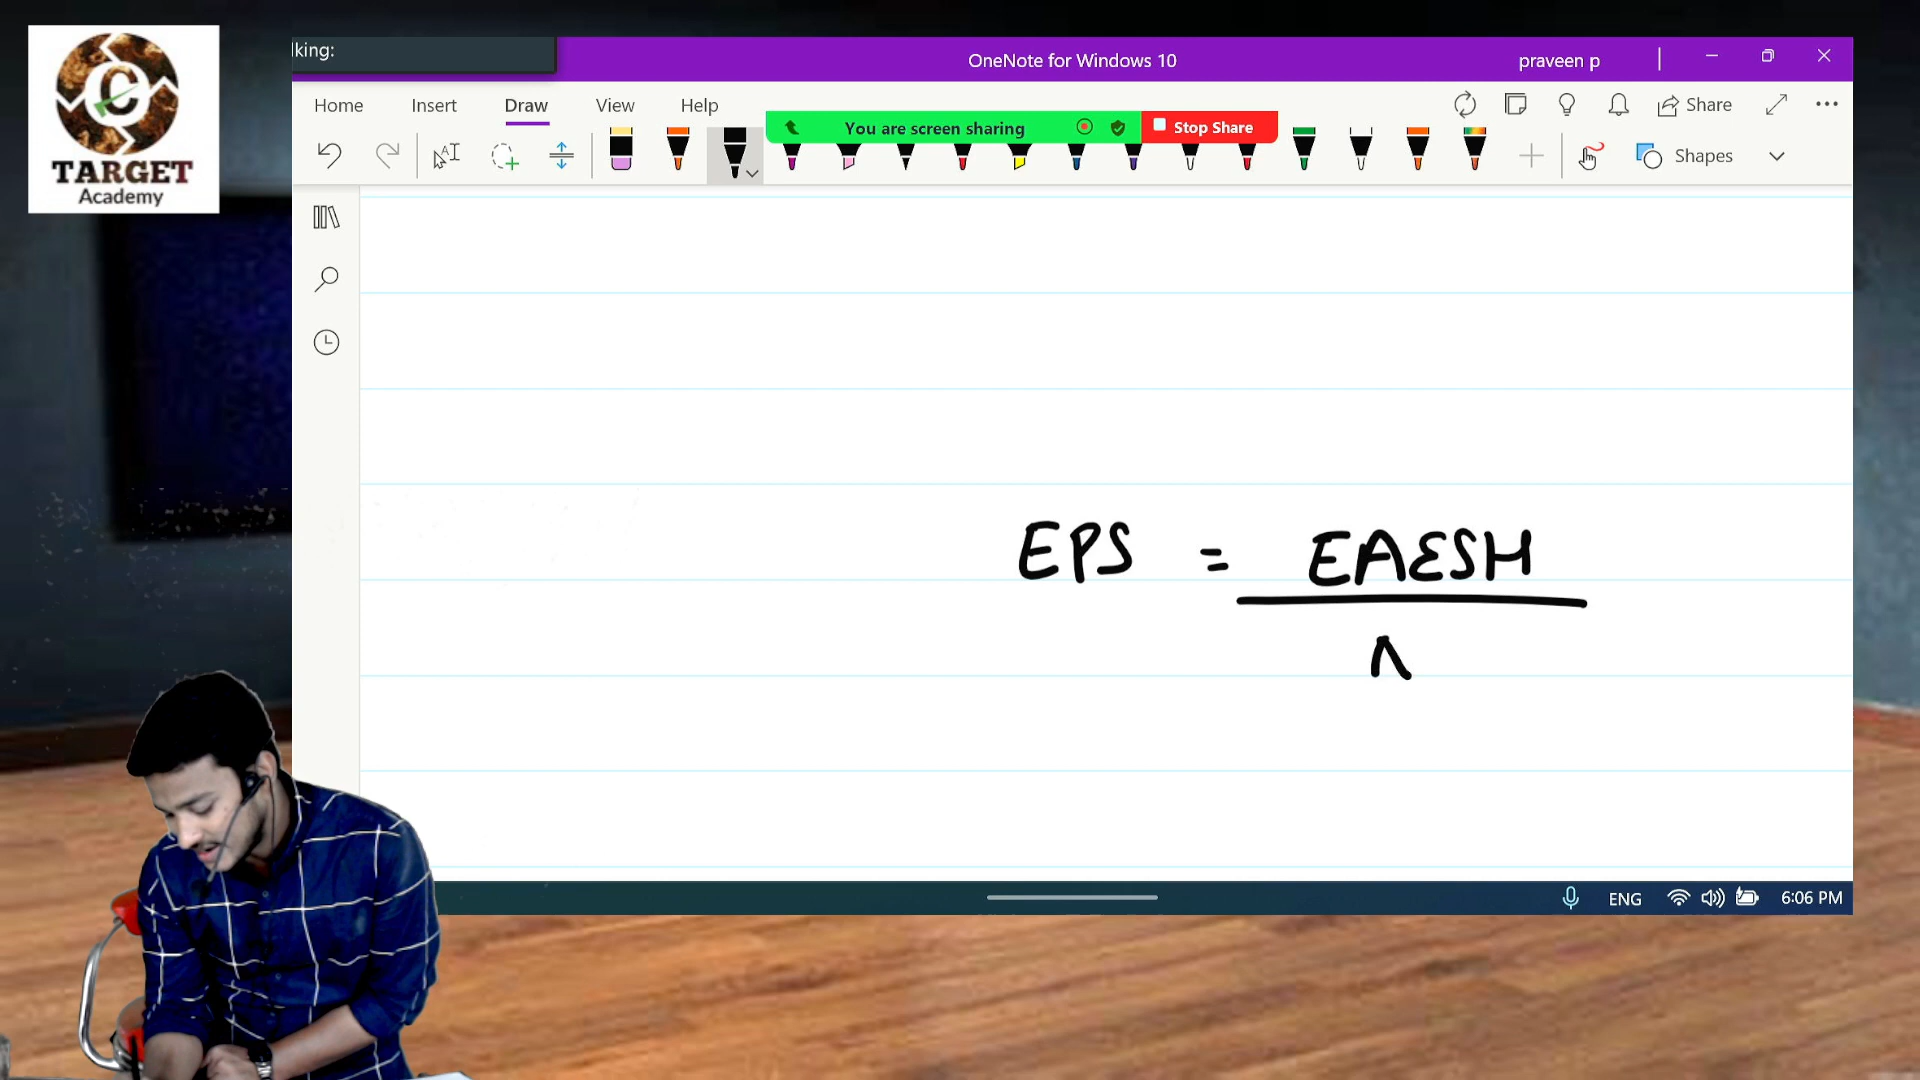 TARGET
Academy
lking:
OneNote for Windows 10
praveen p
Home Insert Draw View Help
You are screen sharing
Stop Share
Share
Shapes
EPS = EAESH
ENG
6:06 PM